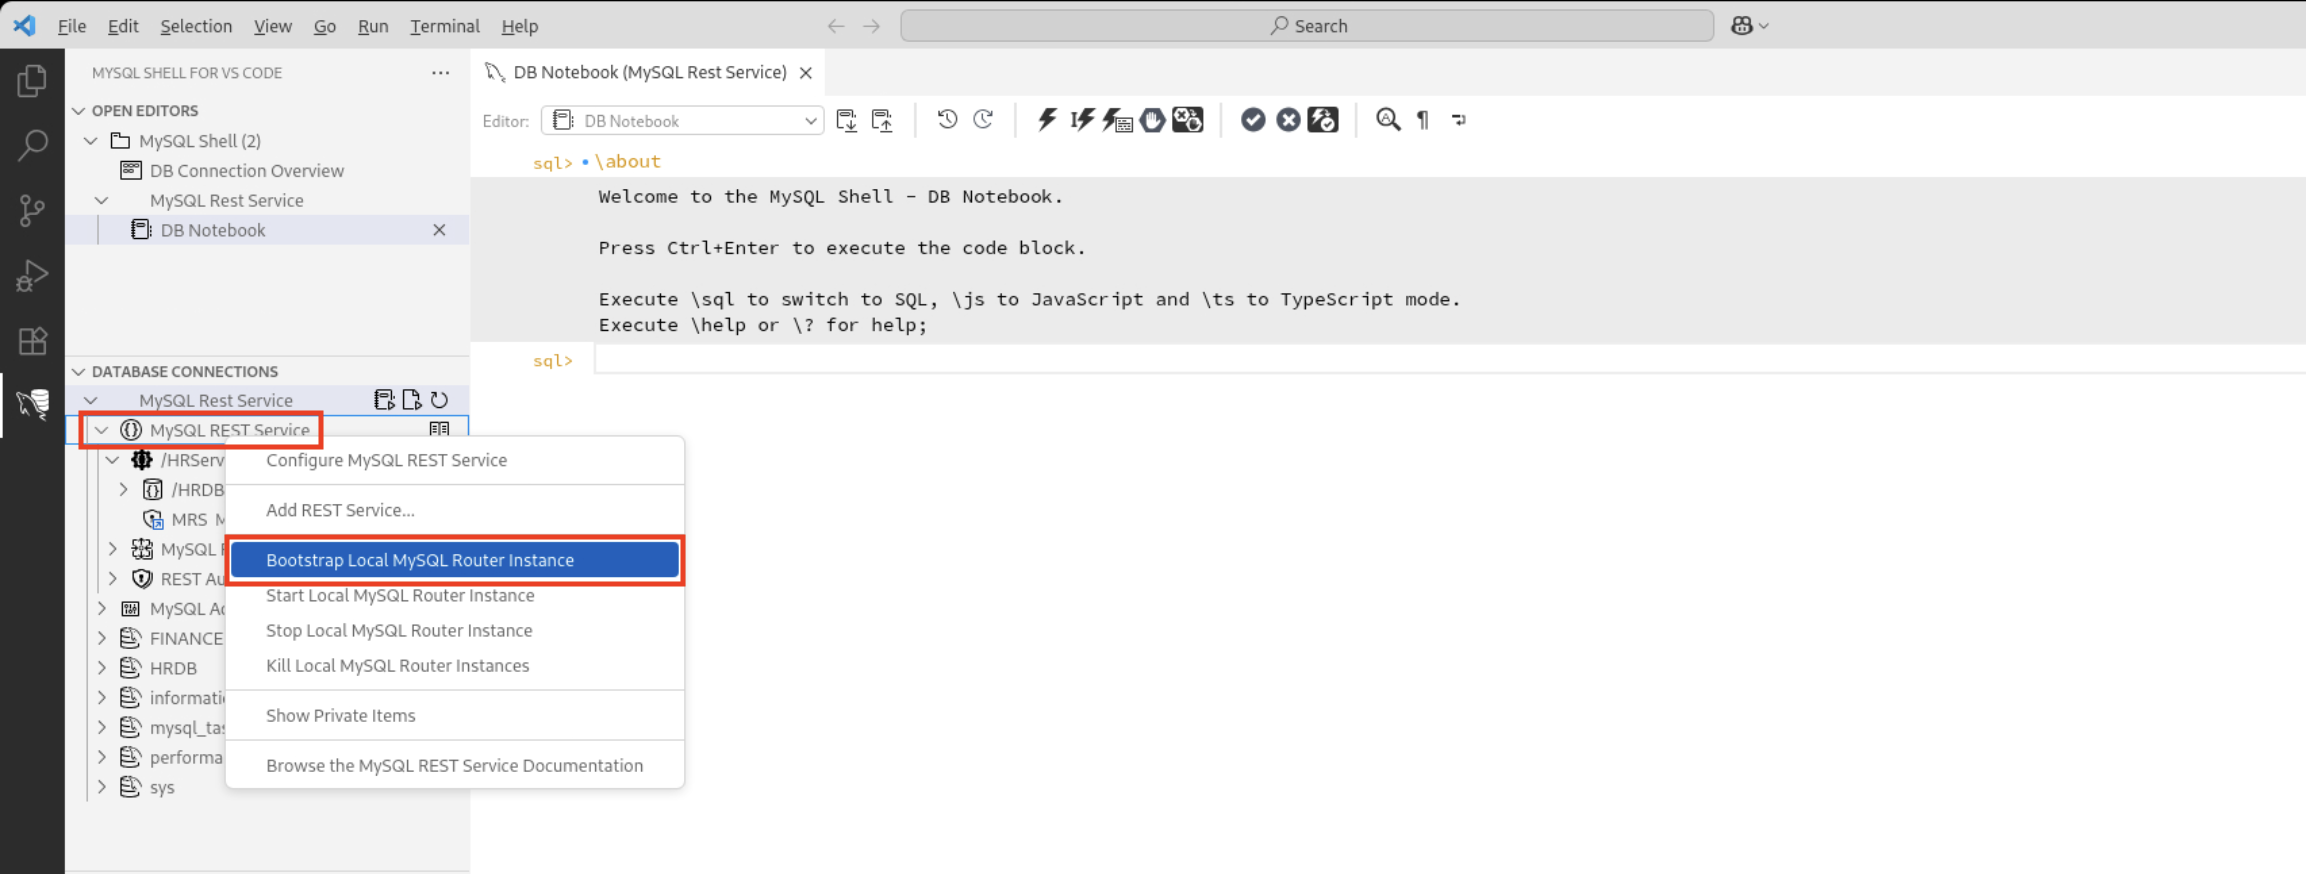 File Edit Selection View Go Run Terminal Help
Search
MYSQL SHELL FOR VS CODE
OPEN EDITORS
MySQL Shell (2)
DB Connection Overview
MySQL Rest Service
DB Notebook
DATABASE CONNECTIONS
MySQL Rest Service
MySQL REST Service
/HRServ
/HRDB
MRS M
MySQL
REST Au
MySQL Ac
FINANCE
HRDB
informati
mysql_tas
performa
sys
Configure MySQL REST Service
Add REST Service...
Bootstrap Local MySQL Router Instance
Start Local MySQL Router Instance
Stop Local MySQL Router Instance
Kill Local MySQL Router Instances
Show Private Items
Browse the MySQL REST Service Documentation
DB Notebook (MySQL Rest Service)
Editor: DB Notebook
sql> \about
Welcome to the MySQL Shell - DB Notebook.
Press Ctrl+Enter to execute the code block.
Execute \sql to switch to SQL, \js to JavaScript and \ts to TypeScript mode.
Execute \help or \? for help;
sql>